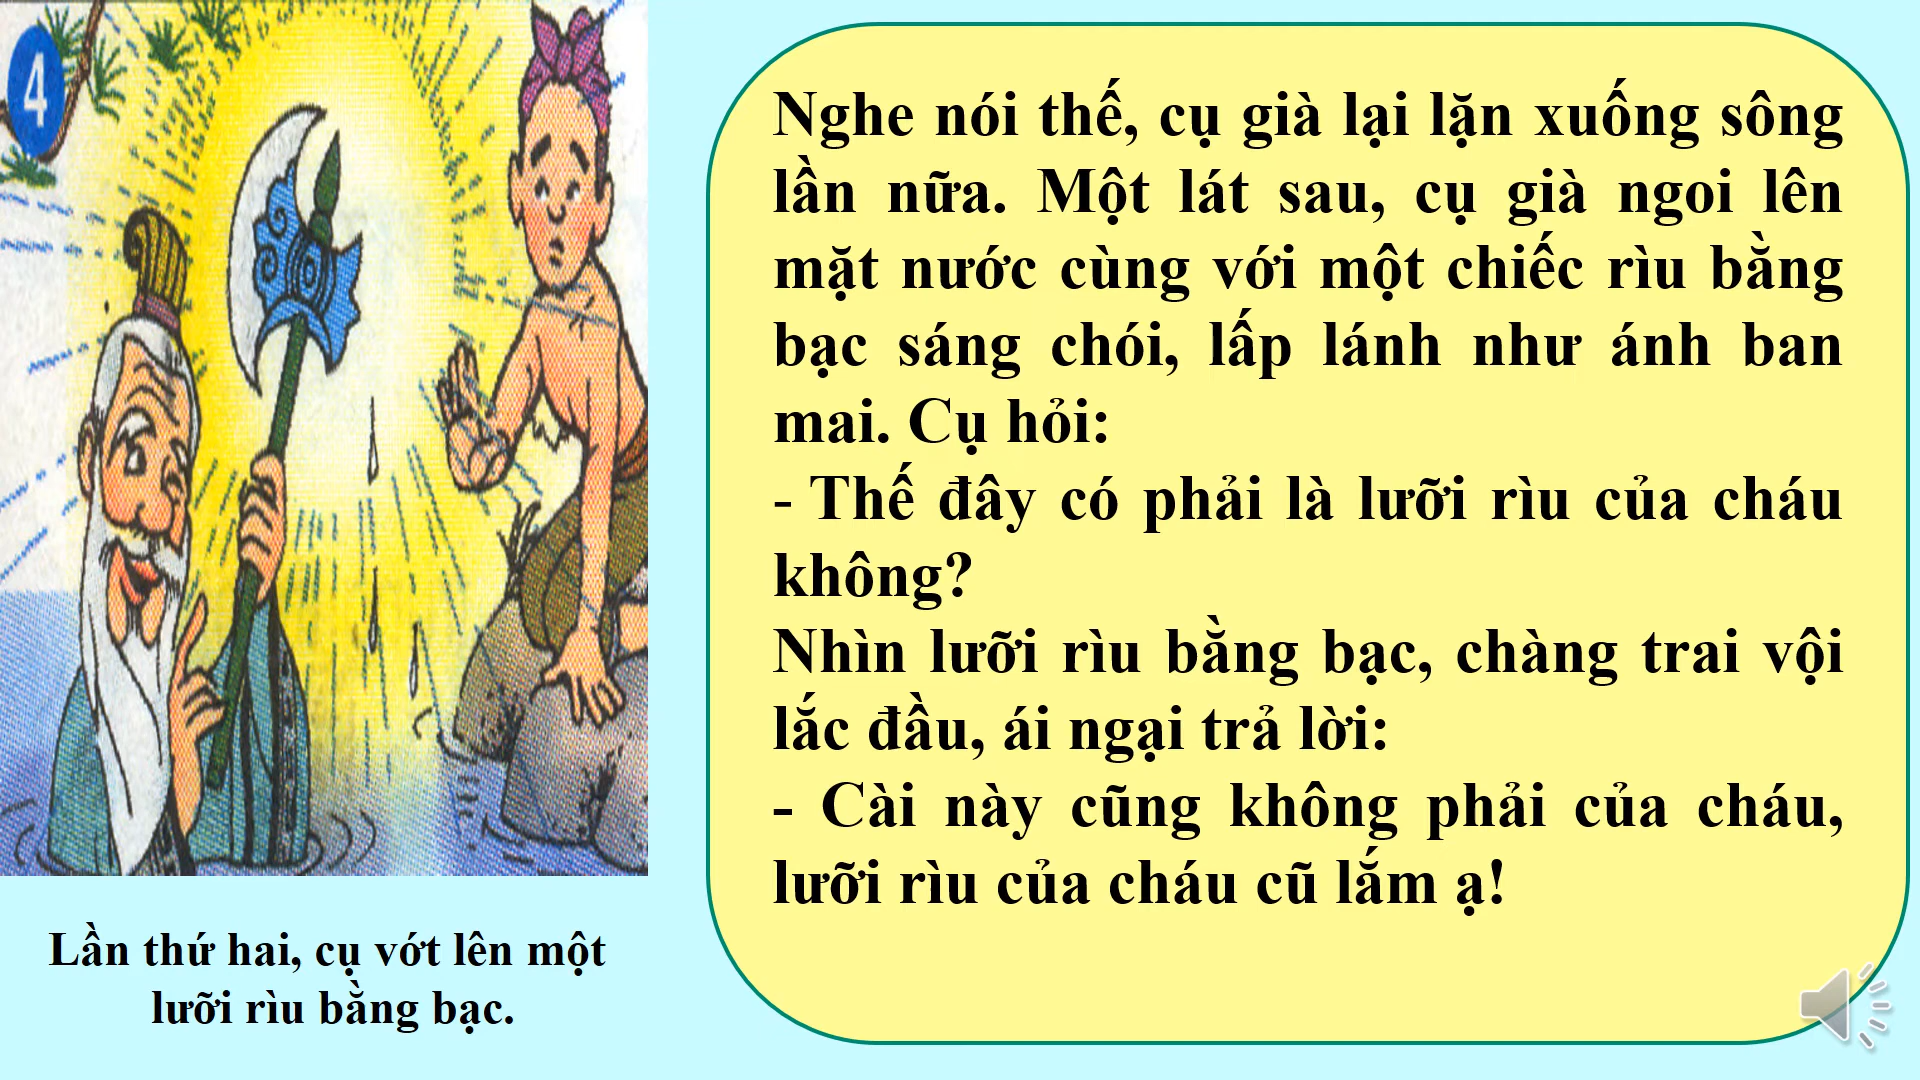 4
Nghe nói thế, cụ già lại lặn xuống sông
lần nữa. Một lát sau, cụ già ngoi lên
mặt nước cùng với một chiếc rìu bằng
bạc sáng chói, lấp lánh như ánh ban
mai. Cụ hỏi:
- Thế đây có phải là lưỡi rìu của cháu
không?
Nhìn lưỡi rìu bằng bạc, chàng trai vội
lắc đầu, ái ngại trả lời:
- Cài này cũng không phải của cháu,
lưỡi rìu của cháu cũ lắm ạ!
Lần thứ hai, cụ vớt lên một
lưỡi rìu bằng bạc.